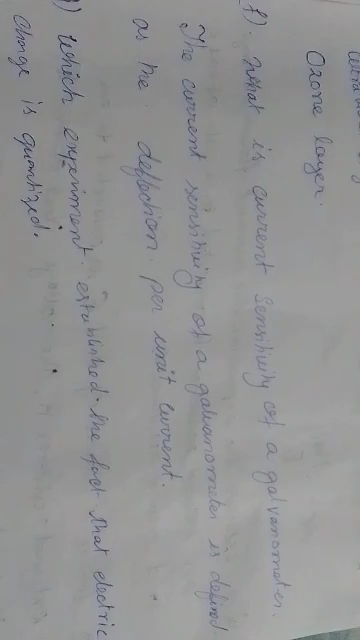 Ozone layer.
f). What is current sensitivity of a galvanometer.
The current sensitivity of a galvanometer is defined
as the deflection per unit current.
g) Which experiment established the fact that electric
charge is quantized.